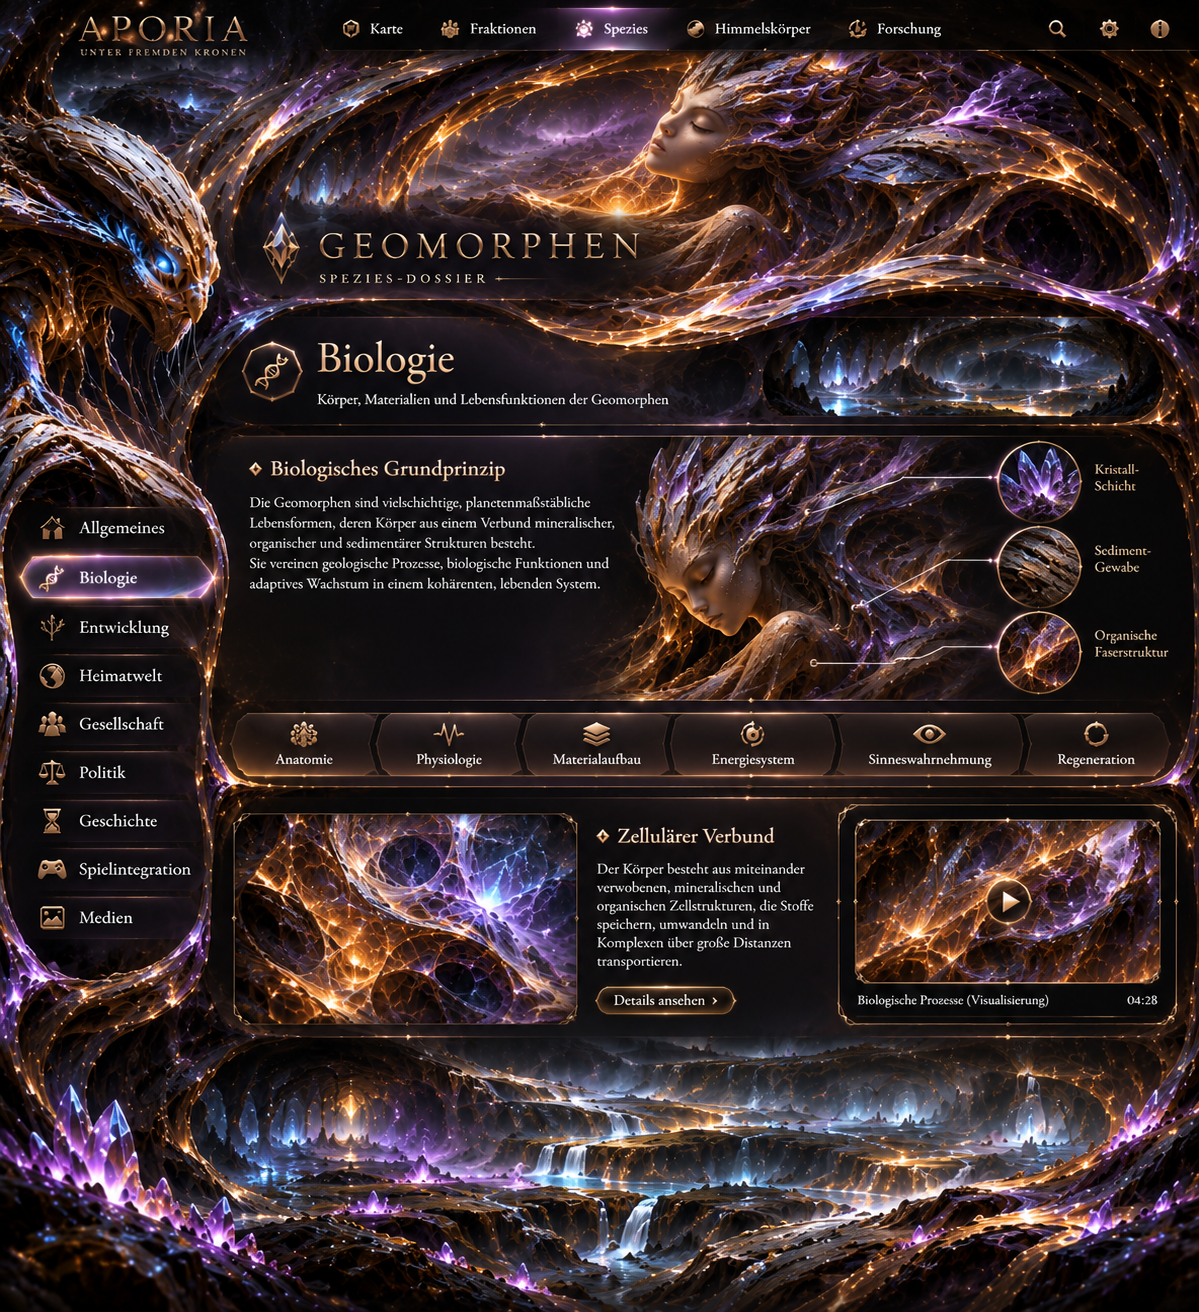 APORIA
UNTER FREMDEN KRONEN
Karte
Fraktionen
Spezies
Himmelskörper
Forschung
GEOMORPHEN
SPEZIES-DOSSIER
Biologie
Körper, Materialien und Lebensfunktionen der Geomorphen
Allgemeines
Biologie
Entwicklung
Heimatwelt
Gesellschaft
Politik
Geschichte
Spielintegration
Medien
Biologisches Grundprinzip
Die Geomorphen sind vielschichtige, planetenmaßstäbliche
Lebensformen, deren Körper aus einem Verbund mineralischer,
organischer und sedimentärer Strukturen besteht.
Sie vereinen geologische Prozesse, biologische Funktionen und
adaptives Wachstum in einem kohärenten, lebenden System.
Kristall-
Schicht
Sediment-
Gewabe
Organische
Faserstruktur
Anatomie
Physiologie
Materialaufbau
Energiesystem
Sinneswahrnehmung
Regeneration
Zellulärer Verbund
Der Körper besteht aus miteinander
verwobenen, mineralischen und
organischen Zellstrukturen, die Stoffe
speichern, umwandeln und in
Komplexen über große Distanzen
transportieren.
Details ansehen ›
Biologische Prozesse (Visualisierung)
04:28